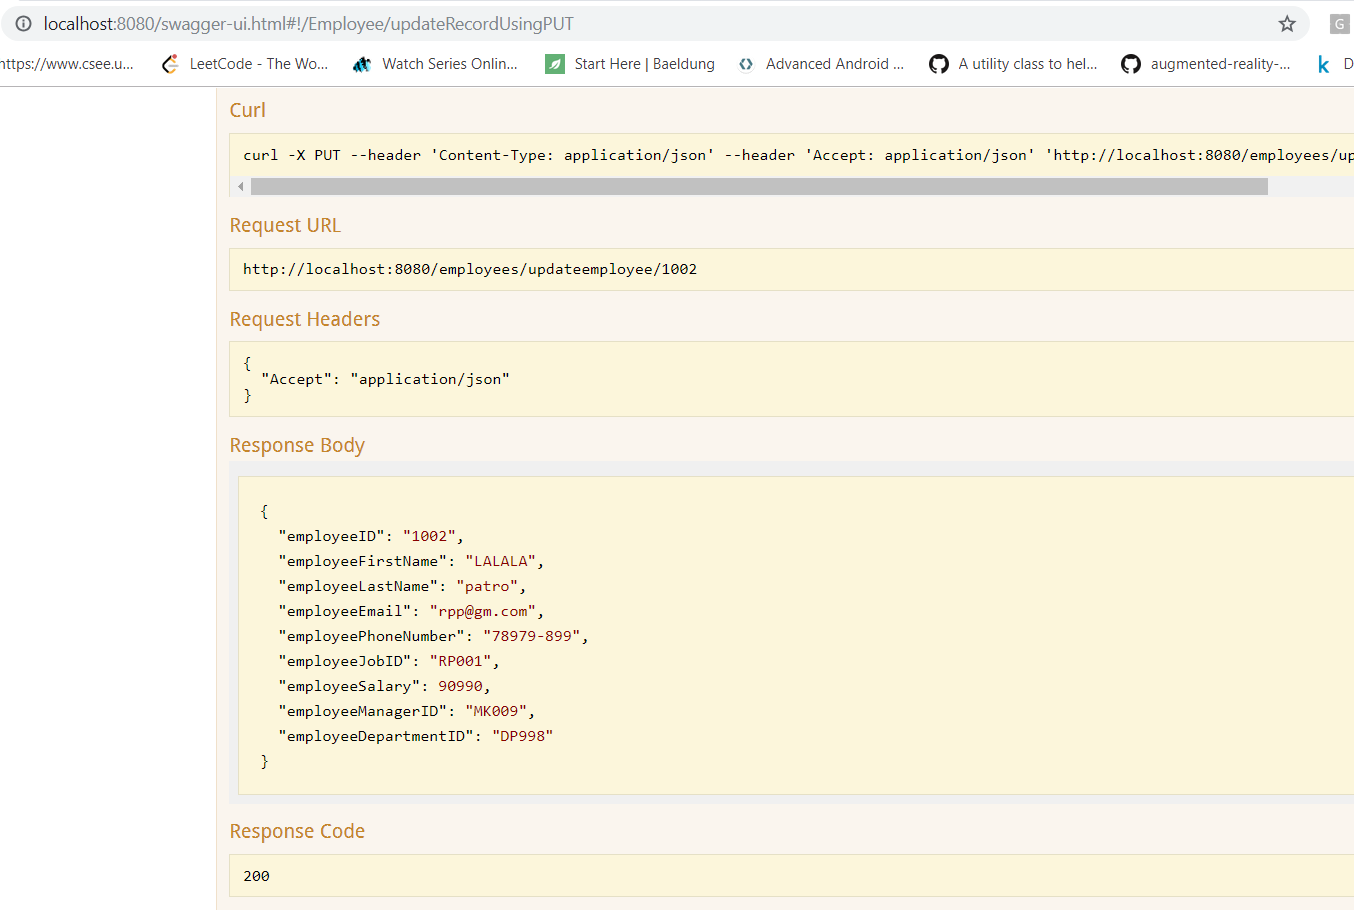 localhost:8080/swagger-ui.html#!/Employee/updateRecordUsingPUT
G
https://www.csee.u... LeetCode - The Wo... Watch Series Onlin... Start Here | Baeldung Advanced Android ... A utility class to hel... augmented-reality-... k D
Curl
curl -X PUT --header 'Content-Type: application/json' --header 'Accept: application/json' 'http://localhost:8080/employees/up
Request URL
http://localhost:8080/employees/updateemployee/1002
Request Headers
{
"Accept": "application/json"
}
Response Body
{
"employeeID": "1002",
"employeeFirstName": "LALALA",
"employeeLastName": "patro",
"employeeEmail": "rpp@gm.com",
"employeePhoneNumber": "78979-899",
"employeeJobID": "RP001",
"employeeSalary": 90990,
"employeeManagerID": "MK009",
"employeeDepartmentID": "DP998"
}
Response Code
200